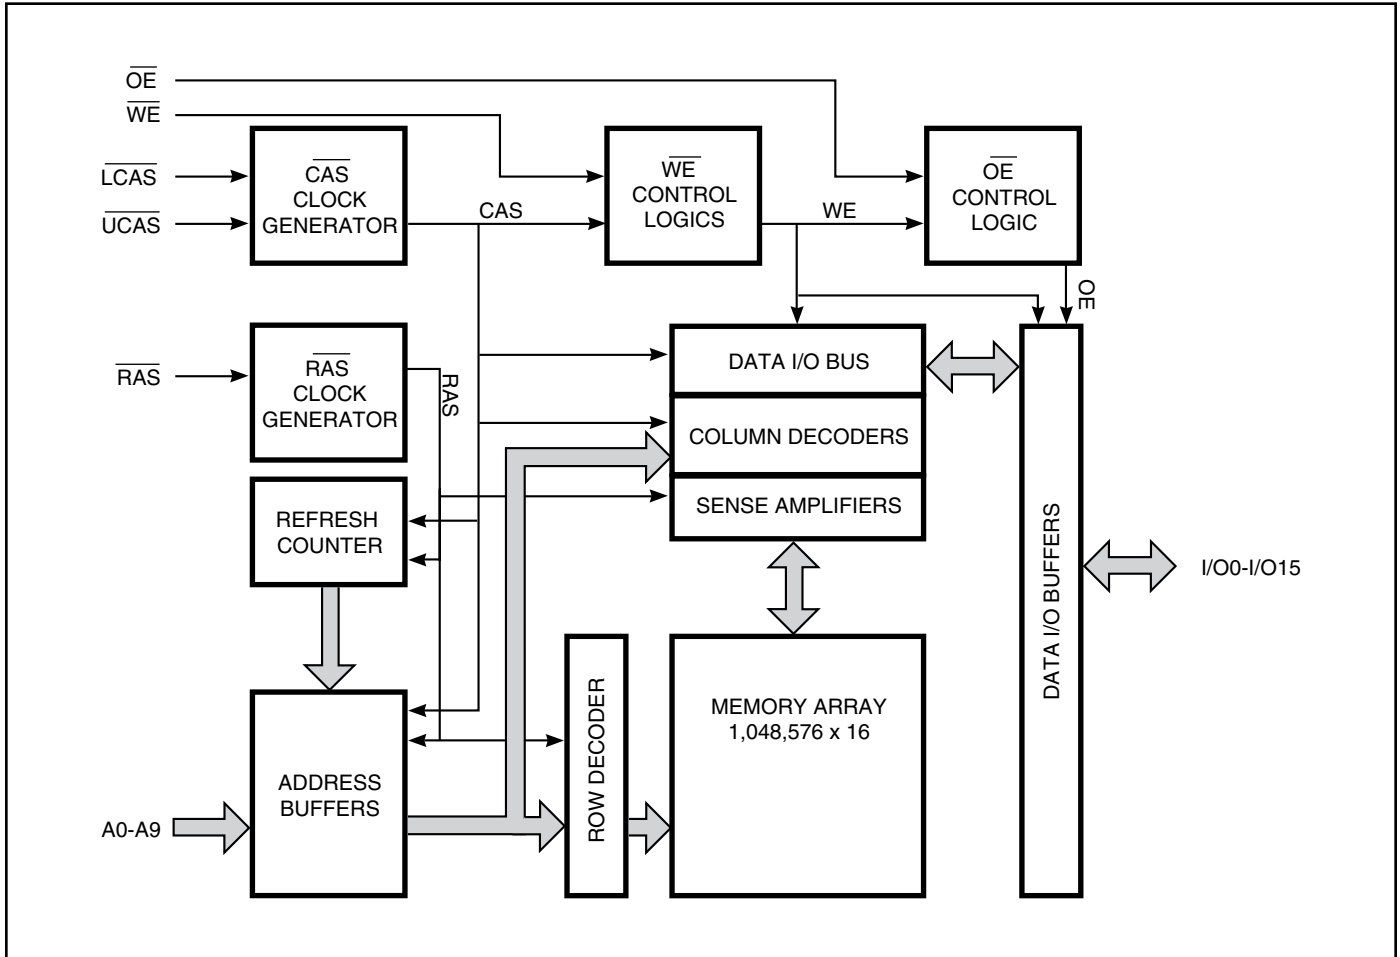 OE
WE
LCAS
UCAS
CAS
CLOCK
GENERATOR
CAS
WE
CONTROL
LOGICS
WE
OE
CONTROL
LOGIC
OE
RAS
RAS
CLOCK
GENERATOR
RAS
DATA I/O BUS
COLUMN DECODERS
SENSE AMPLIFIERS
REFRESH
COUNTER
DATA I/O BUFFERS
I/O0-I/O15
MEMORY ARRAY
1,048,576 x 16
ROW DECODER
ADDRESS
BUFFERS
A0-A9